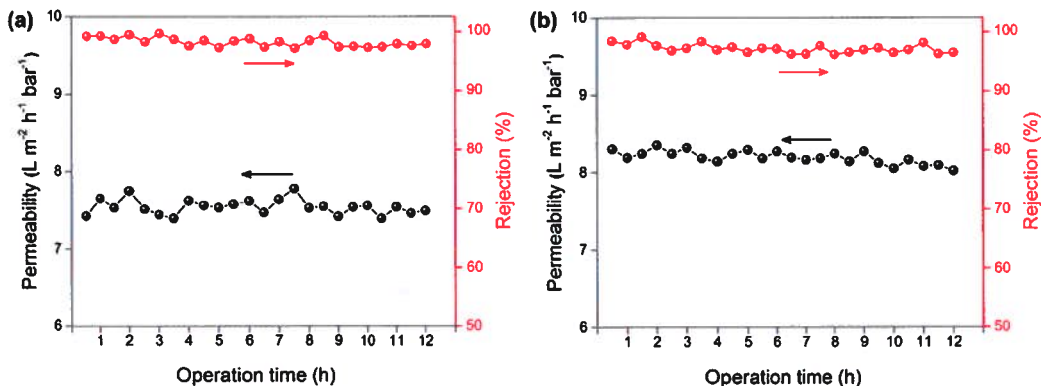 (a)
10
9
8
7
6
Permeability (L m⁻² h⁻¹ bar⁻¹)
100
90
80
70
60
50
Rejection (%)
1 2 3 4 5 6 7 8 9 10 11 12
Operation time (h)
(b)
10
9
8
7
6
Permeability (L m⁻² h⁻¹ bar⁻¹)
100
90
80
70
60
50
Rejection (%)
1 2 3 4 5 6 7 8 9 10 11 12
Operation time (h)